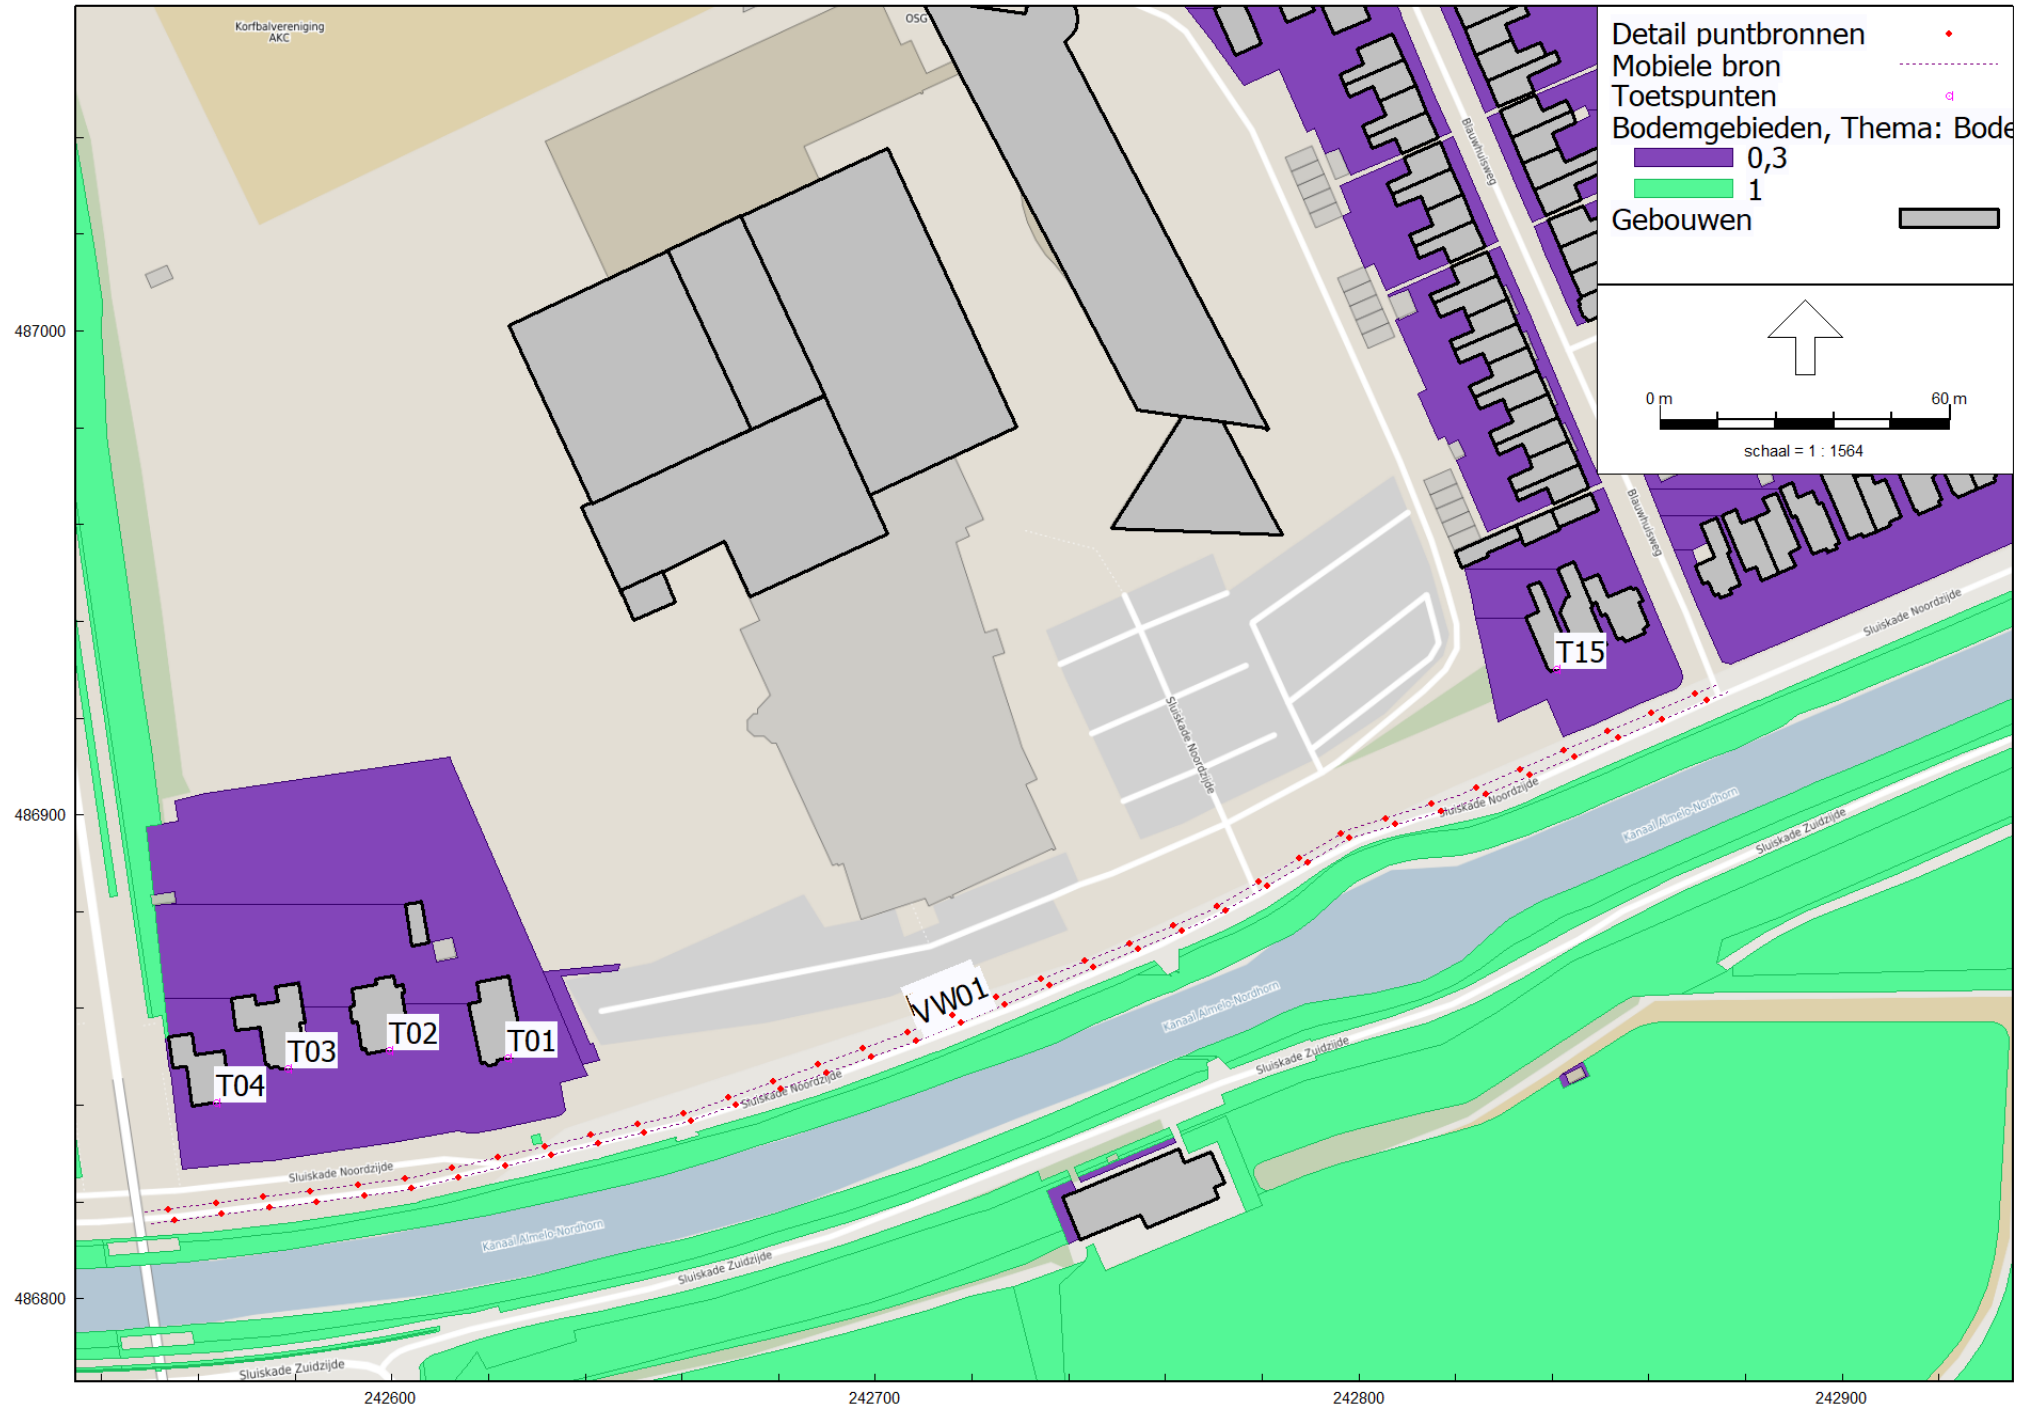 Korfbalvereniging
AKC
OSG
Detail puntbronnen
Mobiele bron
Toetspunten
Bodemgebieden, Thema: Bode
0,3
1
Gebouwen
0 m
60 m
schaal = 1 : 1564
Blauwhuisweg
Blauwhuisweg
487000
486900
486800
T15
Sluiskade Noordzijde
Sluiskade Noordzijde
Sluiskade Noordzijde
Kanaal Almelo-Nordhorn
Sluiskade Zuidzijde
VW01
Kanaal Almelo-Nordhorn
T01
T02
T03
T04
Sluiskade Noordzijde
Sluiskade Zuidzijde
Sluiskade Noordzijde
Kanaal Almelo-Nordhorn
Sluiskade Zuidzijde
Sluiskade Zuidzijde
242600
242700
242800
242900